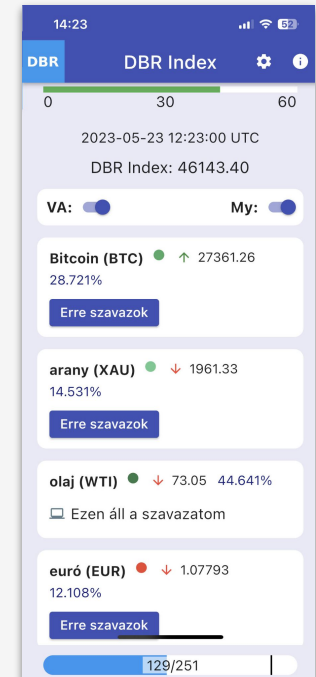 14:23 52
DBR DBR Index
0 30 60
2023-05-23 12:23:00 UTC
DBR Index: 46143.40
VA: My:
Bitcoin (BTC) ↑ 27361.26
28.721%
Erre szavazok
arany (XAU) ↓ 1961.33
14.531%
Erre szavazok
olaj (WTI) ↓ 73.05 44.641%
Ezen áll a szavazatom
euró (EUR) ↓ 1.07793
12.108%
Erre szavazok
129/251